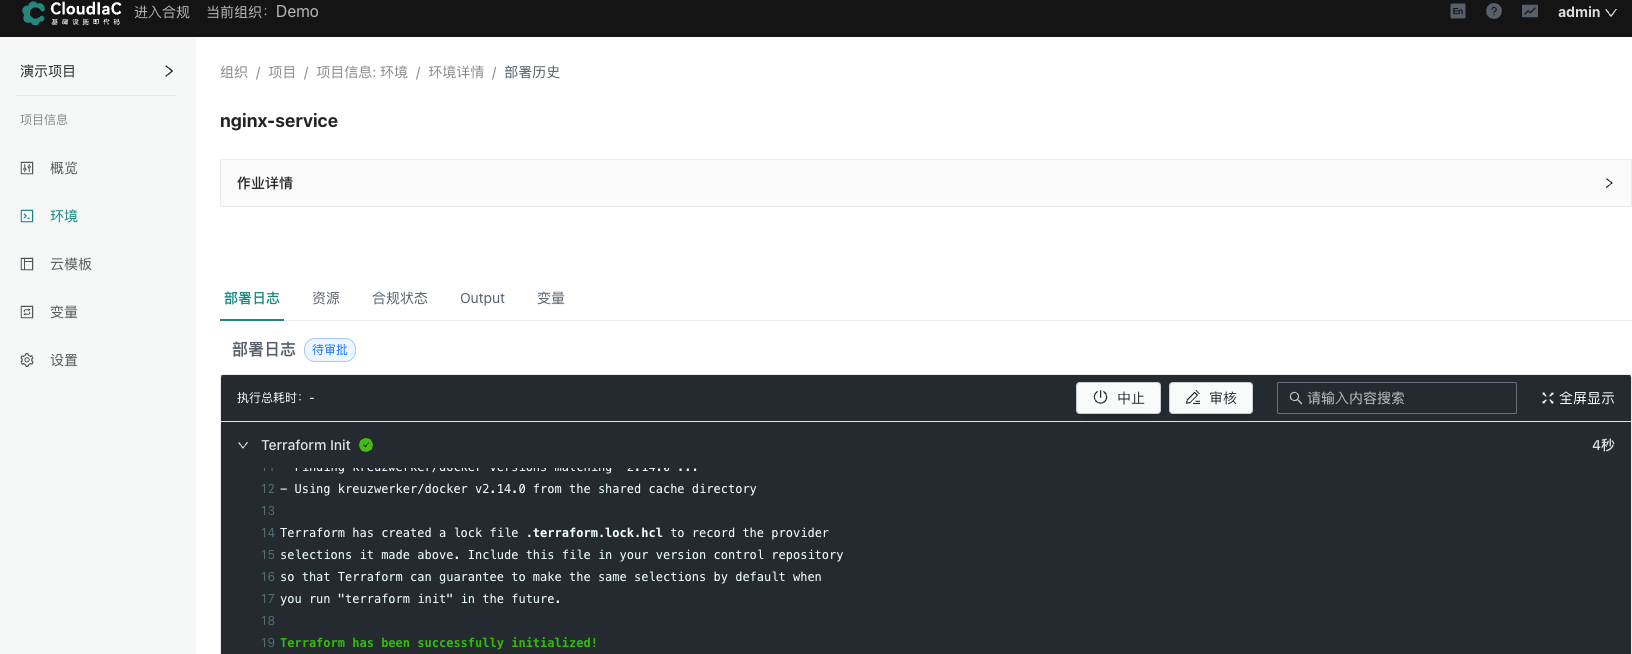 CloudIaC
基础设施即代码
进入合规
当前组织：Demo
En
admin
演示项目
项目信息
概览
环境
云模板
变量
设置
组织 / 项目 / 项目信息: 环境 / 环境详情 / 部署历史
nginx-service
作业详情
部署日志 资源 合规状态 Output 变量
部署日志 待审批
执行总耗时：-
中止
审核
请输入内容搜索
全屏显示
Terraform Init
4秒
11 - Finding kreuzwerker/docker versions matching "2.14.0"...
12 - Using kreuzwerker/docker v2.14.0 from the shared cache directory
13
14 Terraform has created a lock file .terraform.lock.hcl to record the provider
15 selections it made above. Include this file in your version control repository
16 so that Terraform can guarantee to make the same selections by default when
17 you run "terraform init" in the future.
18
19 Terraform has been successfully initialized!